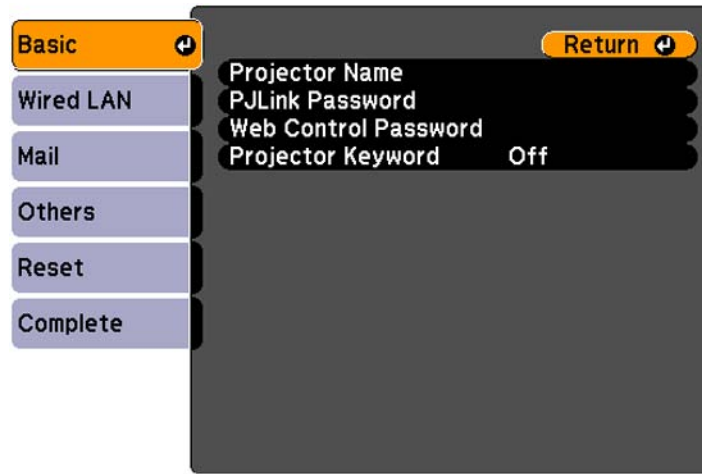 Basic
Wired LAN
Mail
Others
Reset
Complete
Return
Projector Name
PJLink Password
Web Control Password
Projector Keyword Off